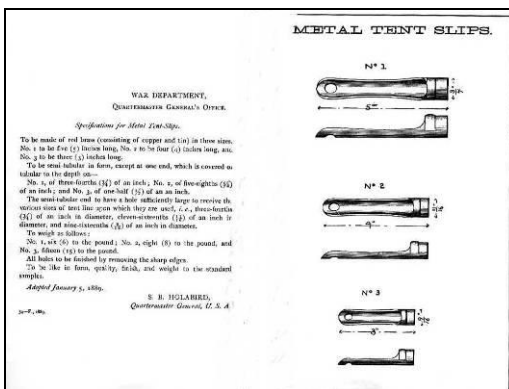 WAR DEPARTMENT,
QUARTERMASTER GENERAL'S OFFICE.
Specifications for Metal Tent-Slips.
To be made of red brass (consisting of copper and tin) in three sizes.
No. 1 to be five (5) inches long, No. 2 to be four (4) inches long, and
No. 3 to be three (3) inches long.
To be semi-tubular in form, except at one end, which is covered or
tubular to the depth on—
No. 1, of three-fourths (¾) of an inch; No. 2, of five-eighths (⅝)
of an inch; and No. 3, of one-half (½) of an inch.
The semi-tubular end to have a hole sufficiently large to receive the
various sizes of tent line upon which they are used, i. e., three-fourths
(¾) of an inch in diameter, eleven-sixteenths (11/16) of an inch in
diameter, and nine-sixteenths (9/16) of an inch in diameter.
To weigh as follows:
No. 1, six (6) to the pound; No. 2, eight (8) to the pound, and
No. 3, fifteen (15) to the pound.
All holes to be finished by removing the sharp edges.
To be like in form, quality, finish, and weight to the standard
samples.
Adopted January 5, 1889.
S. B. HOLABIRD,
Quartermaster General, U. S. A.
METAL TENT SLIPS.
Nº 1
5"
Nº 2
4"
Nº 3
3"